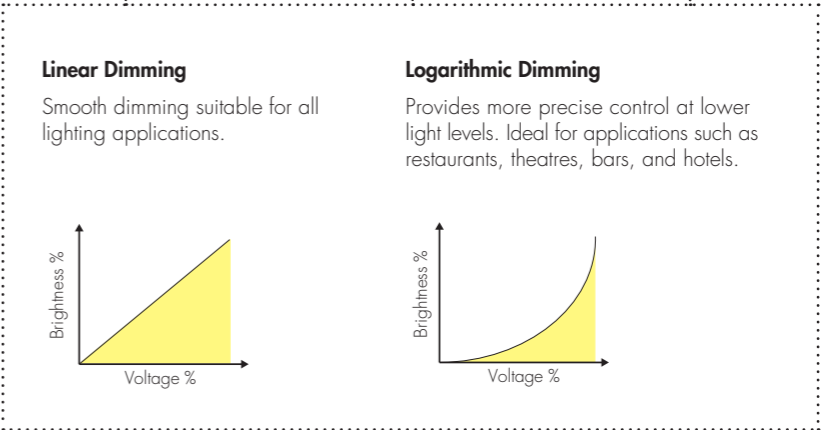 Linear Dimming
Smooth dimming suitable for all
lighting applications.
Brightness %
Voltage %
Logarithmic Dimming
Provides more precise control at lower
light levels. Ideal for applications such as
restaurants, theatres, bars, and hotels.
Brightness %
Voltage %